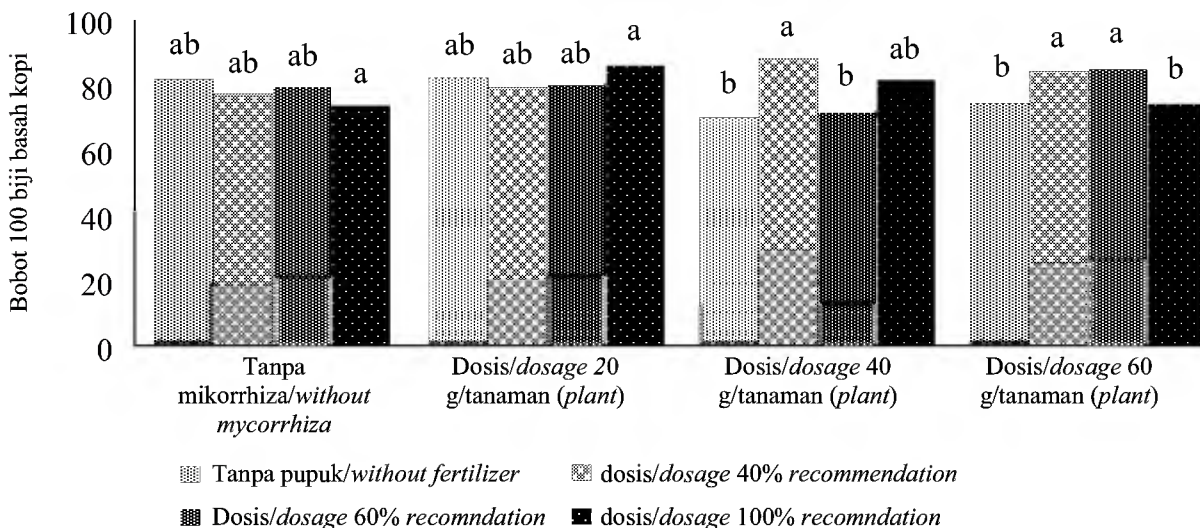 Bobot 100 biji basah kopi
100
80
60
40
20
0
ab
ab
ab
a
ab
ab
ab
a
b
a
b
ab
b
a
a
b
Tanpa
mikorrhiza/without
mycorrhiza
Dosis/dosage 20
g/tanaman (plant)
Dosis/dosage 40
g/tanaman (plant)
Dosis/dosage 60
g/tanaman (plant)
Tanpa pupuk/without fertilizer
dosis/dosage 40% recommendation
Dosis/dosage 60% recomndation
dosis/dosage 100% recomndation